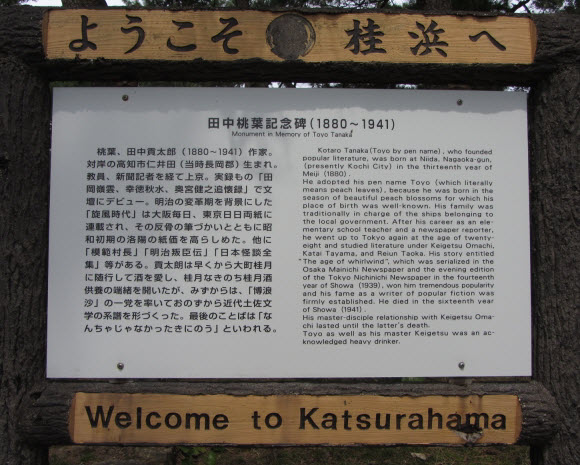 ようこそ 桂浜へ
田中桃葉記念碑(1880～1941)
Monument in Memory of Toyo Tanaka
桃葉、田中貢太郎(1880～1941)作家。
対岸の高知市仁井田(当時長岡郡)生まれ。
教員、新聞記者を経て上京。実録もの「田
岡嶺雲、幸徳秋水、奥宮健之追懐録」で文
壇にデビュー。明治の変革期を背景にした
「旋風時代」は大阪毎日、東京日日両紙に
連載され、その反骨の筆づかいとともに昭
和初期の洛陽の紙価を高らしめた。他に
「模範村長」「明治叛臣伝」「日本怪談全
集」等がある。貢太朗は早くから大町桂月
に随行して酒を愛し、桂月なきのち桂月酒
供養の端緒を開いたが、みずからは、「博浪
沙」の一党を率いておのずから近代土佐文
学の系譜を形づくった。最後のことばは「な
んちゃじゃなかったきにのう」といわれる。
Kotaro Tanaka(Toyo by pen name), who founded
popular literature, was born at Niida, Nagaoka-gun,
(presently Kochi City) in the thirteenth year of
Meiji (1880).
He adopted his pen name Toyo (which literally
means peach leaves), because he was born in the
season of beautiful peach blossoms for which his
place of birth was well-known. His family was
traditionally in charge of the ships belonging to
the local government. After his career as an ele-
mentary school teacher and a newspaper reporter,
he went up to Tokyo again at the age of twenty-
eight and studied literature under Keigetsu Omachi,
Katai Tayama, and Reiun Taoka. His story entitled
"The age of whirlwind", which was serialized in the
Osaka Mainichi Newspaper and the evening edition
of the Tokyo Nichinichi Newspaper in the fourteenth
year of Showa (1939), won him tremendous popularity
and his fame as a writer of popular fiction was
firmly established. He died in the sixteenth year
of Showa (1941).
His master-disciple relationship with Keigetsu Oma-
chi lasted until the latter's death.
Toyo as well as his master Keigetsu was an ac-
knowledged heavy drinker.
Welcome to Katsurahama